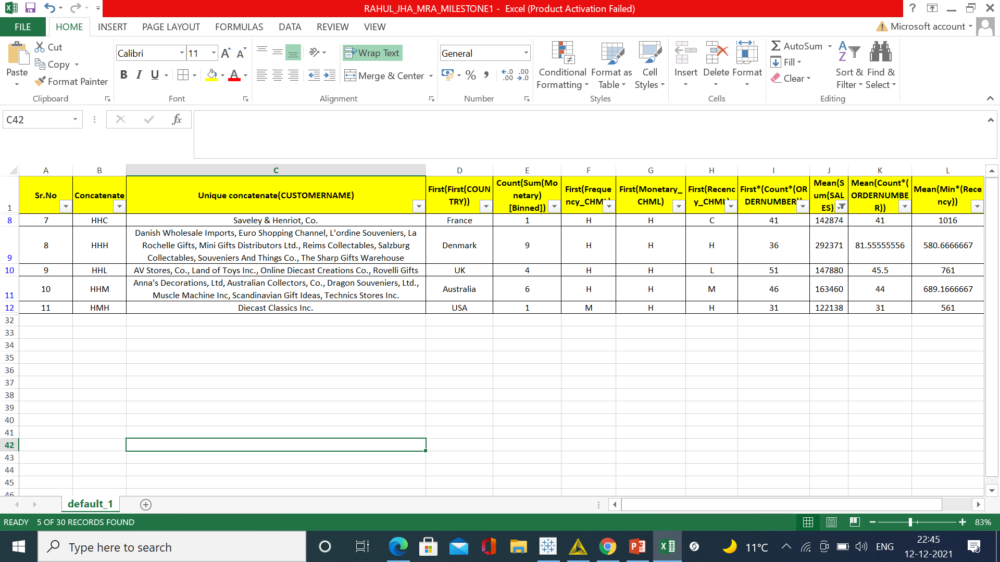 RAHUL_JHA_MRA_MILESTONE1 - Excel (Product Activation Failed)
FILE HOME INSERT PAGE LAYOUT FORMULAS DATA REVIEW VIEW Microsoft account
Cut
Copy
Format Painter
Paste
Clipboard
Calibri 11
B I U
Font
Wrap Text
Merge & Center
Alignment
General
Number
Conditional Formatting
Format as Table
Cell Styles
Styles
Insert Delete Format
Cells
AutoSum
Fill
Clear
Sort & Filter
Find & Select
Editing
C42
fx
A B C D E F G H I J K L
1 Sr.No Concatenate Unique concatenate(CUSTOMERNAME) First(First(COUNTRY)) Count(Sum(Monetary) [Binned]) First(Frequency_CHML) First(Monetary_CHML) First(Recency_CHML) First*(Count*(ORDERNUMBER)) Mean(Sum(SALES)) Mean(Count*(ORDERNUMBER)) Mean(Min*(Recency))
8 7 HHC Saveley & Henriot, Co. France 1 H H C 41 142874 41 1016
9 8 HHH Danish Wholesale Imports, Euro Shopping Channel, L'ordine Souveniers, La
Rochelle Gifts, Mini Gifts Distributors Ltd., Reims Collectables, Salzburg
Collectables, Souveniers And Things Co., The Sharp Gifts Warehouse Denmark 9 H H H 36 292371 81.55555556 580.6666667
10 9 HHL AV Stores, Co., Land of Toys Inc., Online Diecast Creations Co., Rovelli Gifts UK 4 H H L 51 147880 45.5 761
11 10 HHM Anna's Decorations, Ltd, Australian Collectors, Co., Dragon Souveniers, Ltd.,
Muscle Machine Inc, Scandinavian Gift Ideas, Technics Stores Inc. Australia 6 H H M 46 163460 44 689.1666667
12 11 HMH Diecast Classics Inc. USA 1 M H H 31 122138 31 561
32
33
34
35
36
37
38
39
40
41
42
43
44
45
46
default_1
READY 5 OF 30 RECORDS FOUND 83%
Type here to search
11°C ENG
22:45
12-12-2021